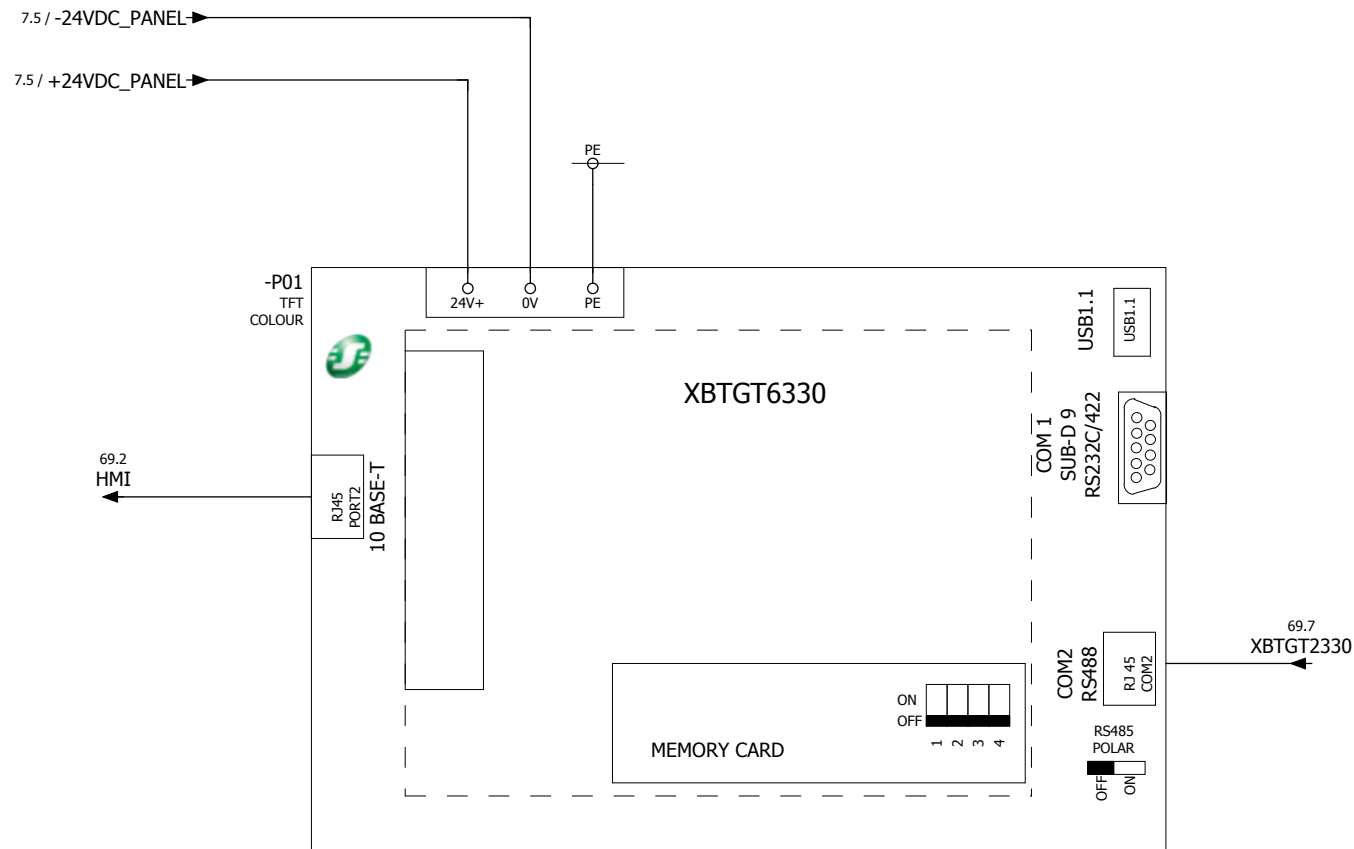 7.5 / -24VDC_PANEL
7.5 / +24VDC_PANEL
PE
-P01
TFT
COLOUR
24V+
0V
PE
USB1.1
USB1.1
XBTGT6330
COM 1
SUB-D 9
RS232C/422
69.2
HMI
RJ45
PORT2
10 BASE-T
69.7
XBTGT2330
COM2
RS488
RJ 45
COM2
ON
OFF
1
2
3
4
MEMORY CARD
RS485
POLAR
OFF
ON